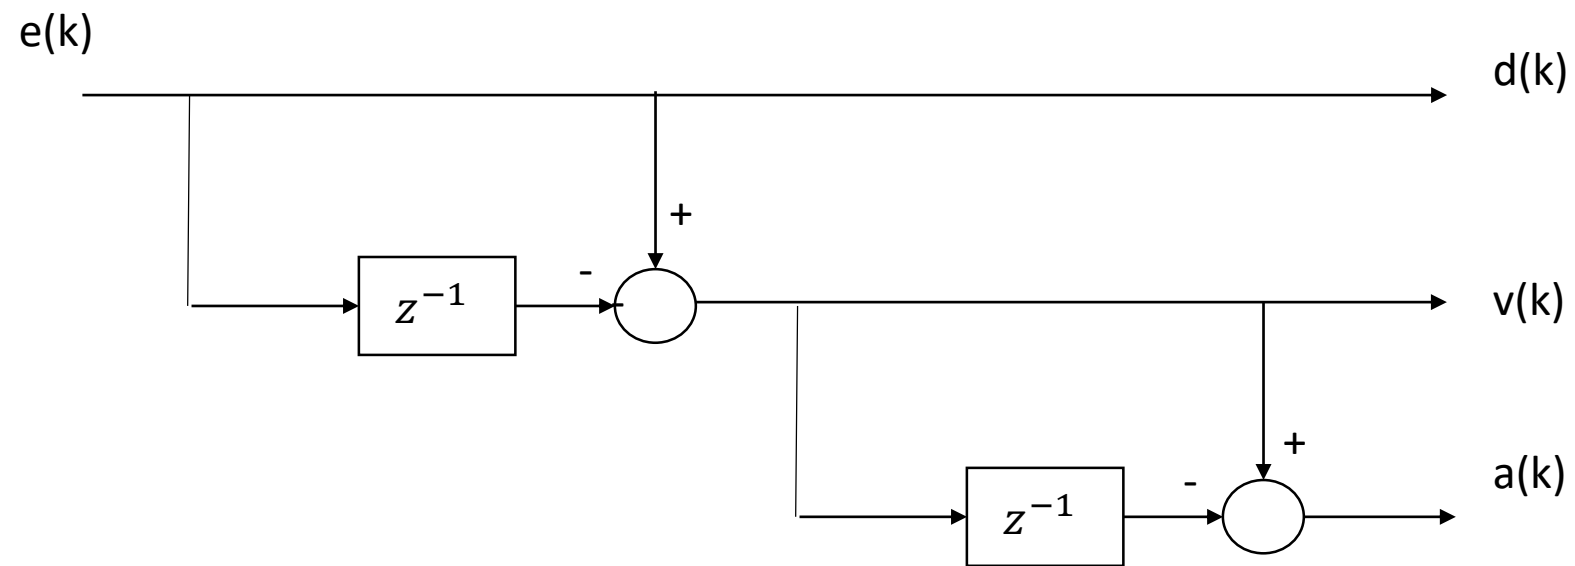 e(k)
d(k)
+
-
z⁻¹
v(k)
+
-
z⁻¹
a(k)